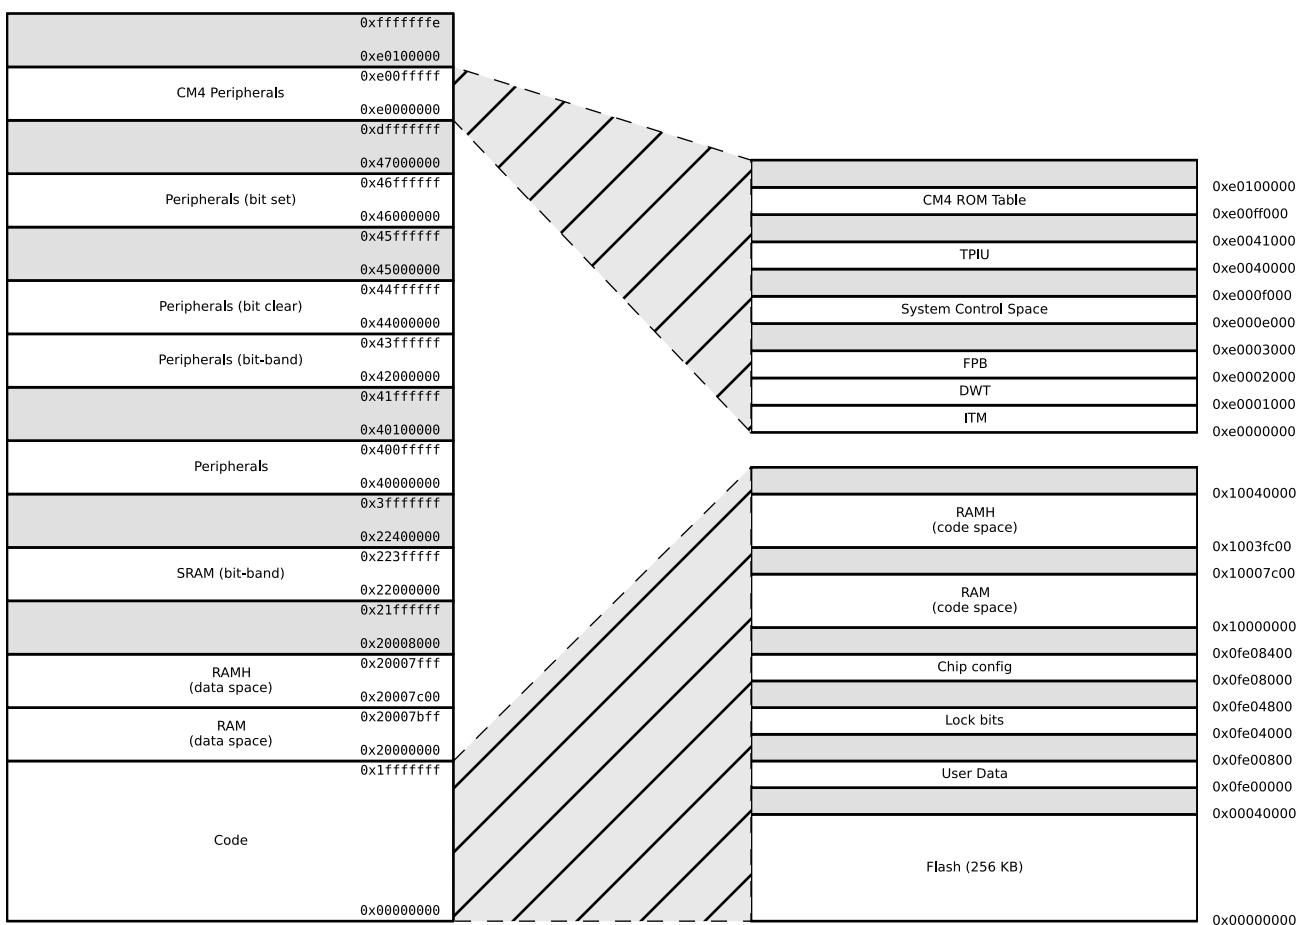 0xfffffffe
0xe0100000
0xe00fffff
CM4 Peripherals
0xe0000000
0xdfffffff
0x47000000
0x46ffffff
Peripherals (bit set)
0x46000000
0x45ffffff
0x45000000
0x44ffffff
Peripherals (bit clear)
0x44000000
0x43ffffff
Peripherals (bit-band)
0x42000000
0x41ffffff
0x40100000
0x400fffff
Peripherals
0x40000000
0x3fffffff
0x22400000
0x223fffff
SRAM (bit-band)
0x22000000
0x21ffffff
0x20008000
0x20007fff
RAMH
(data space)
0x20007c00
0x20007bff
RAM
(data space)
0x20000000
0x1fffffff
Code
0x00000000
0xe0100000
CM4 ROM Table
0xe00ff000
0xe0041000
TPIU
0xe0040000
0xe000f000
System Control Space
0xe000e000
0xe0003000
FPB
0xe0002000
DWT
0xe0001000
ITM
0xe0000000
0x10040000
RAMH
(code space)
0x1003fc00
0x10007c00
RAM
(code space)
0x10000000
0x0fe08400
Chip config
0x0fe08000
0x0fe04800
Lock bits
0x0fe04000
0x0fe00800
User Data
0x0fe00000
0x00040000
Flash (256 KB)
0x00000000